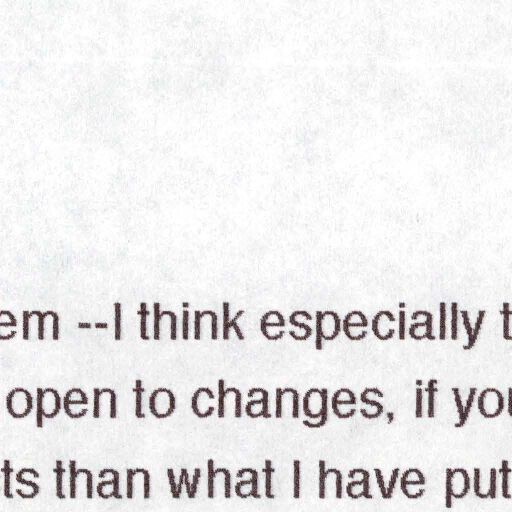 em --I think especially t
open to changes, if you
ts than what I have put